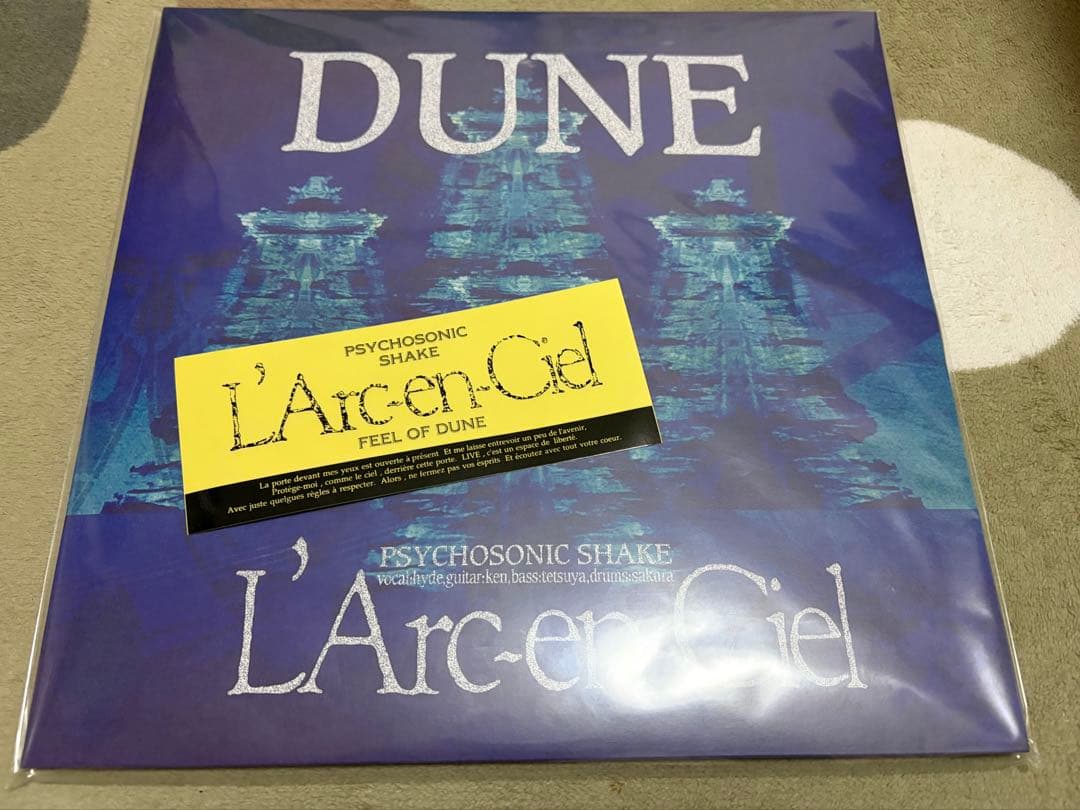 DUNE
PSYCHOSONIC
SHAKE
L'Arc-en-Ciel
FEEL OF DUNE
La porte devant mes yeux est ouverte à présent Et me laisse entrevoir un peu de l'avenir,
Protège-moi , comme le ciel , derrière cette porte. LIVE , c'est un espace de liberté.
Avec juste quelques règles à respecter. Alors , ne fermez pas vos esprits Et écoutez avec tout votre coeur.
PSYCHOSONIC SHAKE
vocal:hyde,guitar:ken,bass:tetsuya,drums:sakura
L'Arc-en-Ciel